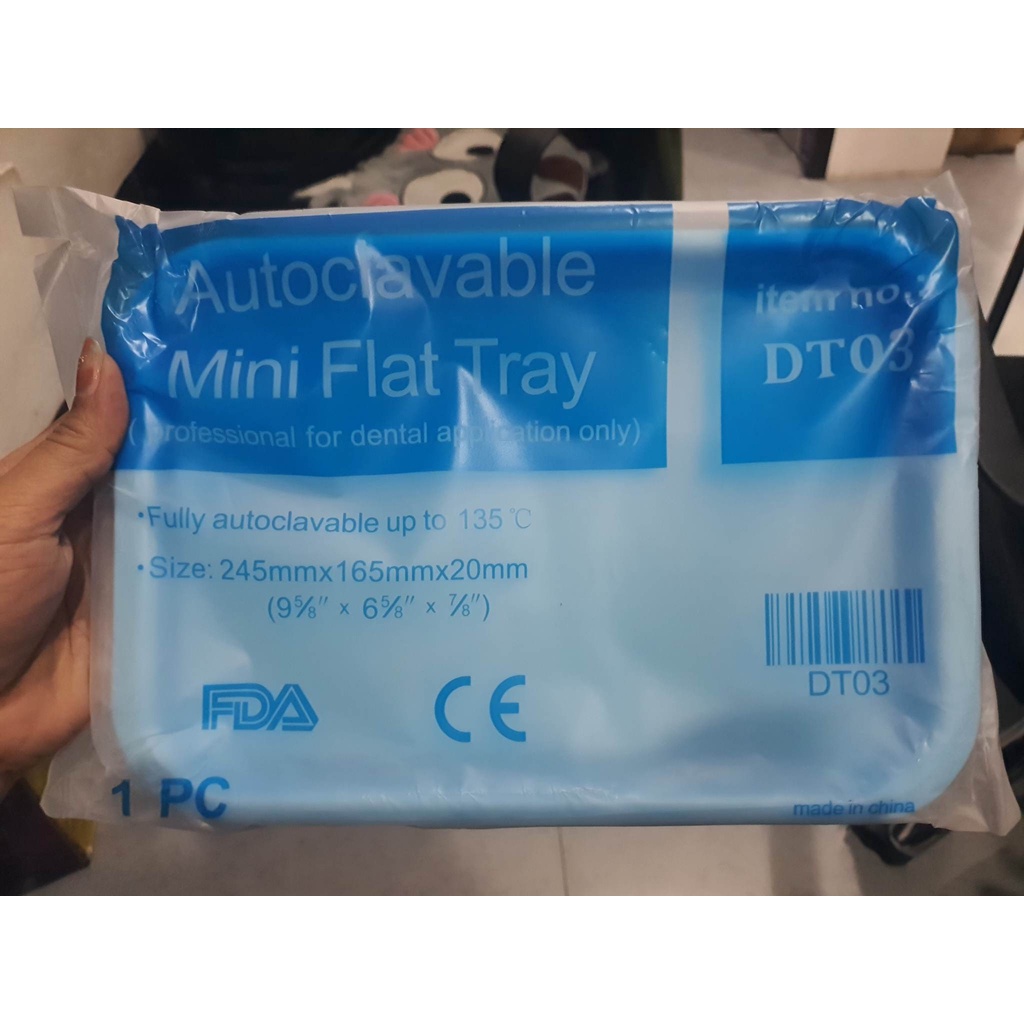 Autoclavable
Mini Flat Tray
( professional for dental application only)
item no.:
DT03
•Fully autoclavable up to 135℃
•Size: 245mmx165mmx20mm
(9⅝″ x 6⅝″ x ⅞″)
FDA
CE
DT03
1 PC
made in china